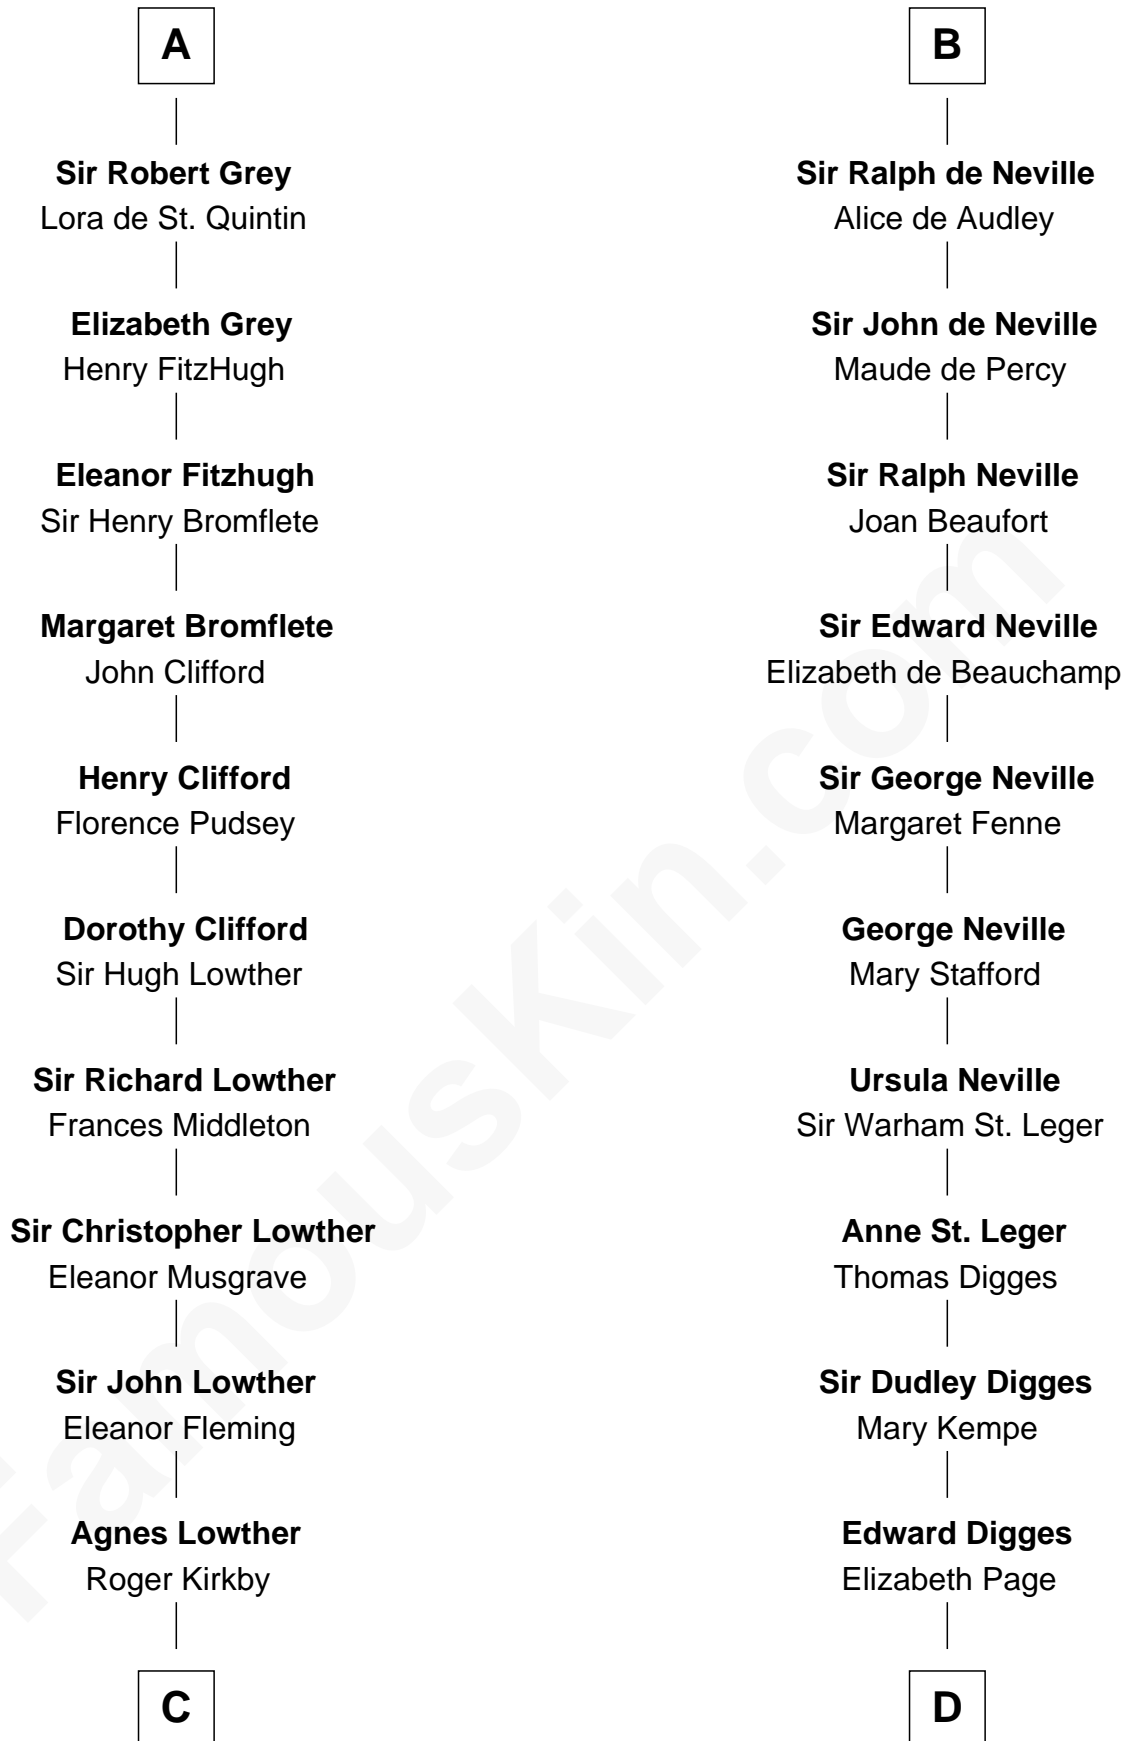 A
Sir Robert Grey
Lora de St. Quintin
Elizabeth Grey
Henry FitzHugh
Eleanor Fitzhugh
Sir Henry Bromflete
Margaret Bromflete
John Clifford
Henry Clifford
Florence Pudsey
Dorothy Clifford
Sir Hugh Lowther
Sir Richard Lowther
Frances Middleton
Sir Christopher Lowther
Eleanor Musgrave
Sir John Lowther
Eleanor Fleming
Agnes Lowther
Roger Kirkby
C
B
Sir Ralph de Neville
Alice de Audley
Sir John de Neville
Maude de Percy
Sir Ralph Neville
Joan Beaufort
Sir Edward Neville
Elizabeth de Beauchamp
Sir George Neville
Margaret Fenne
George Neville
Mary Stafford
Ursula Neville
Sir Warham St. Leger
Anne St. Leger
Thomas Digges
Sir Dudley Digges
Mary Kempe
Edward Digges
Elizabeth Page
D
FamousKin.com